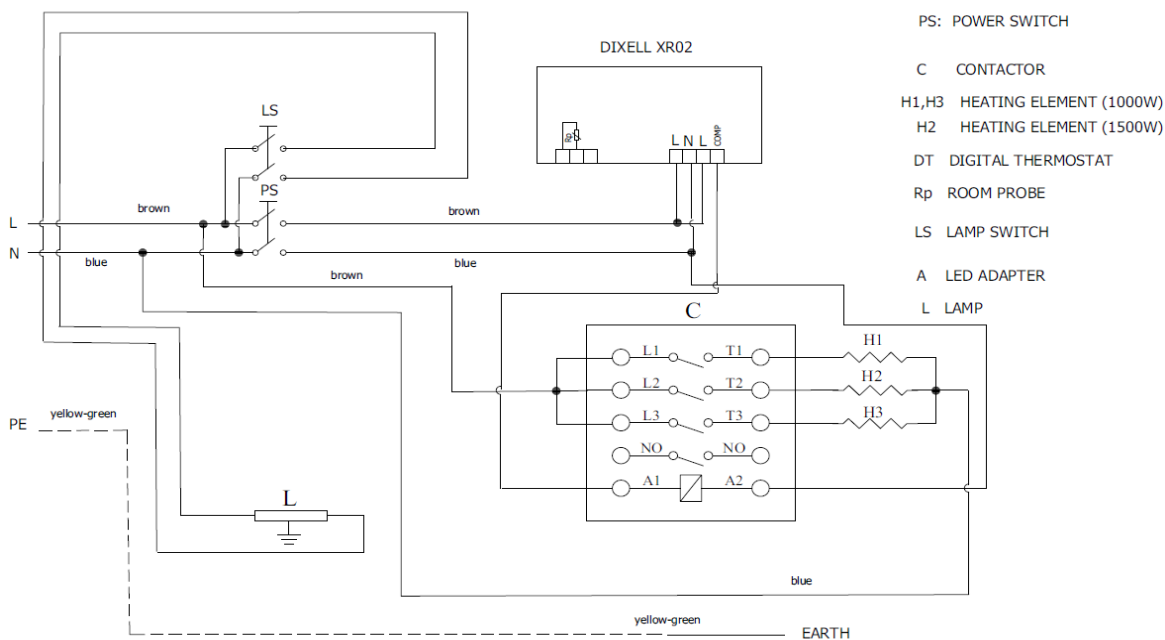 PS: POWER SWITCH
DIXELL XR02
C CONTACTOR
H1,H3 HEATING ELEMENT (1000W)
H2 HEATING ELEMENT (1500W)
DT DIGITAL THERMOSTAT
Rp ROOM PROBE
LS LAMP SWITCH
A LED ADAPTER
L LAMP
LS
Rp
L N L COMP
PS
brown
brown
L
N
blue
blue
brown
C
L1 T1
H1
L2 T2
H2
L3 T3
H3
NO NO
A1 A2
yellow-green
PE
L
blue
yellow-green
EARTH